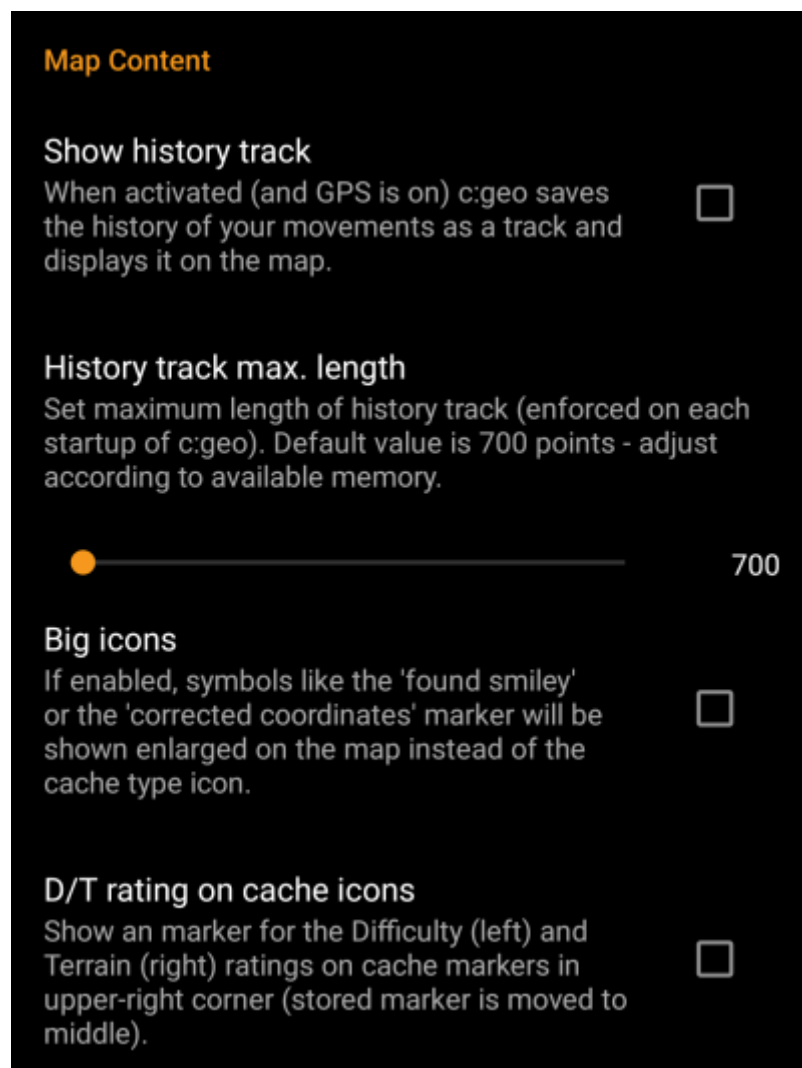 Map Content
Show history track
When activated (and GPS is on) c:geo saves
the history of your movements as a track and
displays it on the map.
History track max. length
Set maximum length of history track (enforced on each
startup of c:geo). Default value is 700 points - adjust
according to available memory.
700
Big icons
If enabled, symbols like the 'found smiley'
or the 'corrected coordinates' marker will be
shown enlarged on the map instead of the
cache type icon.
D/T rating on cache icons
Show an marker for the Difficulty (left) and
Terrain (right) ratings on cache markers in
upper-right corner (stored marker is moved to
middle).